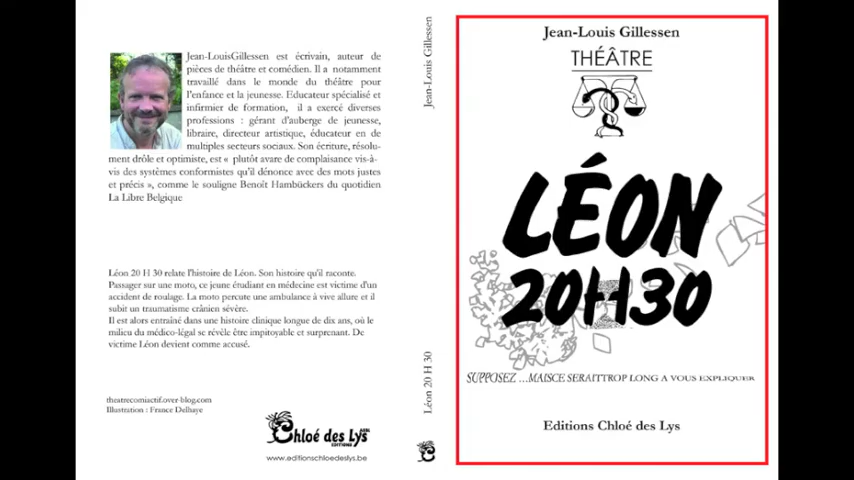 Jean-LouisGillessen est écrivain, auteur de
pièces de théâtre et comédien. Il a notamment
travaillé dans le monde du théâtre pour
l'enfance et la jeunesse. Educateur spécialisé et
infirmier de formation, il a exercé diverses
professions : gérant d'auberge de jeunesse,
libraire, directeur artistique, éducateur en de
multiples secteurs sociaux. Son écriture, résolu-
ment drôle et optimiste, est « plutôt avare de complaisance vis-à-
vis des systèmes conformistes qu'il dénonce avec des mots justes
et précis », comme le souligne Benoît Hambückers du quotidien
La Libre Belgique
Léon 20 H 30 relate l'histoire de Léon. Son histoire qu'il raconte.
Passager sur une moto, ce jeune étudiant en médecine est victime d'un
accident de roulage. La moto percute une ambulance à vive allure et il
subit un traumatisme crânien sévère.
Il est alors entraîné dans une histoire clinique longue de dix ans, où le
milieu du médico-légal se révèle être impitoyable et surprenant. De
victime Léon devient comme accusé.
theatrecomiactif.over-blog.com
Illustration : France Delhaye
Chloé des Lys
ASBL
EDITIONS
www.editionschloedeslys.be
Jean-Louis Gillessen
Léon 20 H 30
Jean-Louis Gillessen
THÉÂTRE
LÉON
20H30
SUPPOSEZ ...MAISCE SERAITTROP LONG A VOUS EXPLIQUER
Editions Chloé des Lys